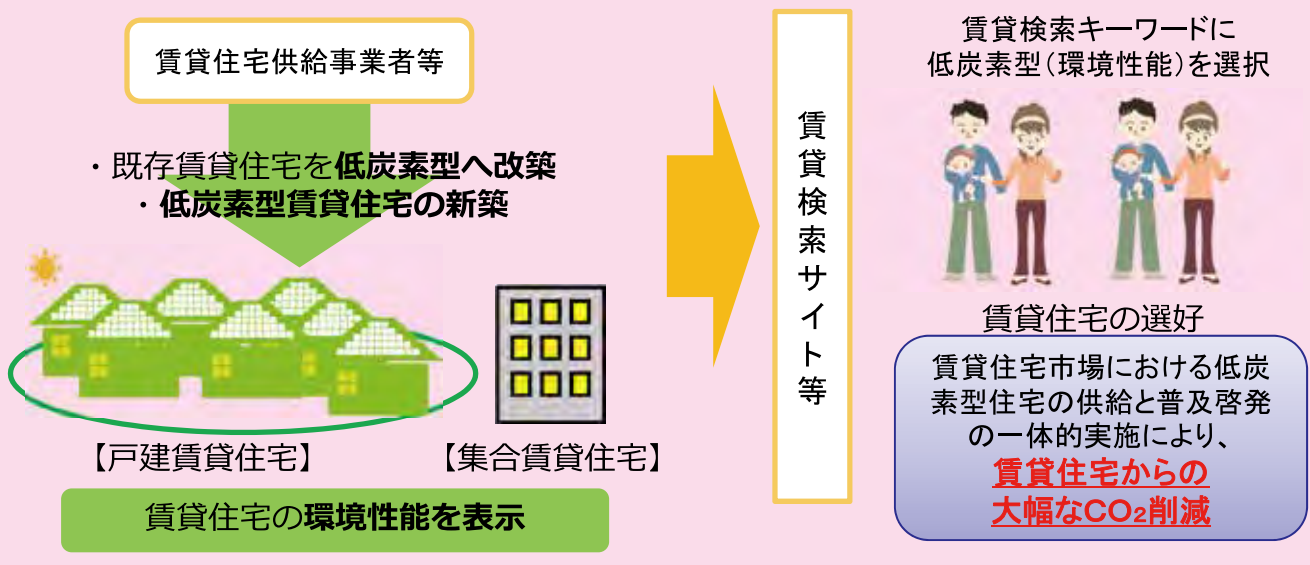 賃貸住宅供給事業者等
・既存賃貸住宅を低炭素型へ改築
・低炭素型賃貸住宅の新築
【戸建賃貸住宅】
【集合賃貸住宅】
賃貸住宅の環境性能を表示
賃貸検索サイト等
賃貸検索キーワードに
低炭素型（環境性能）を選択
賃貸住宅の選好
賃貸住宅市場における低炭
素型住宅の供給と普及啓発
の一体的実施により、
賃貸住宅からの
大幅なCO₂削減